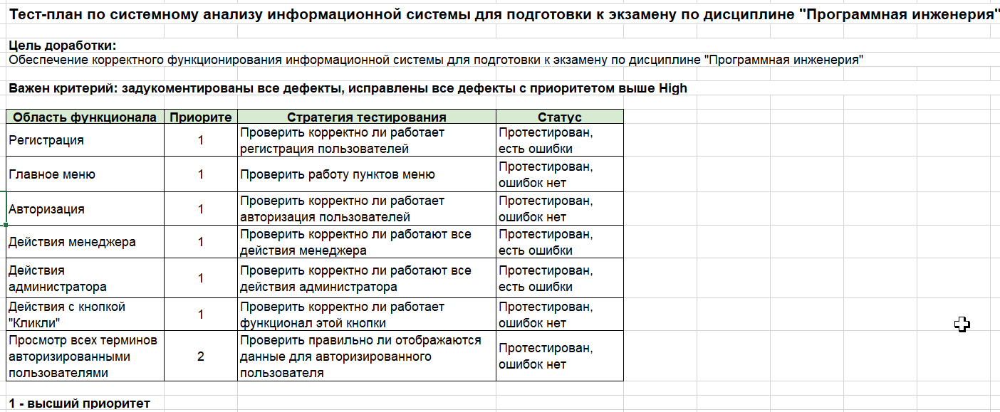 Тест-план по системному анализу информационной системы для подготовки к экзамену по дисциплине "Программная инженерия"
Цель доработки:
Обеспечение корректного функционирования информационной системы для подготовки к экзамену по дисциплине "Программная инженерия"
Важен критерий: задукоментированы все дефекты, исправлены все дефекты с приоритетом выше High
Область функционала Приорите Стратегия тестирования Статус
Регистрация
1
Проверить корректно ли работает
регистрация пользователей
Протестирован,
есть ошибки
Главное меню
1
Проверить работу пунктов меню
Протестирован,
ошибок нет
Авторизация
1
Проверить корректно ли работает
авторизация пользователей
Протестирован,
ошибок нет
Действия менеджера
1
Проверить корректно ли работают все
действия менеджера
Протестирован,
есть ошибки
Действия
администратора
1
Проверить корректно ли работают все
действия администратора
Протестирован,
есть ошибки
Действия с кнопкой
"Кликли"
1
Проверить корректно ли работает
функционал этой кнопки
Протестирован,
ошибок нет
Просмотр всех терминов
авторизированными
пользователями
2
Проверить правильно ли отображаются
данные для авторизированного
пользователя
Протестирован,
ошибок нет
1 - высший приоритет